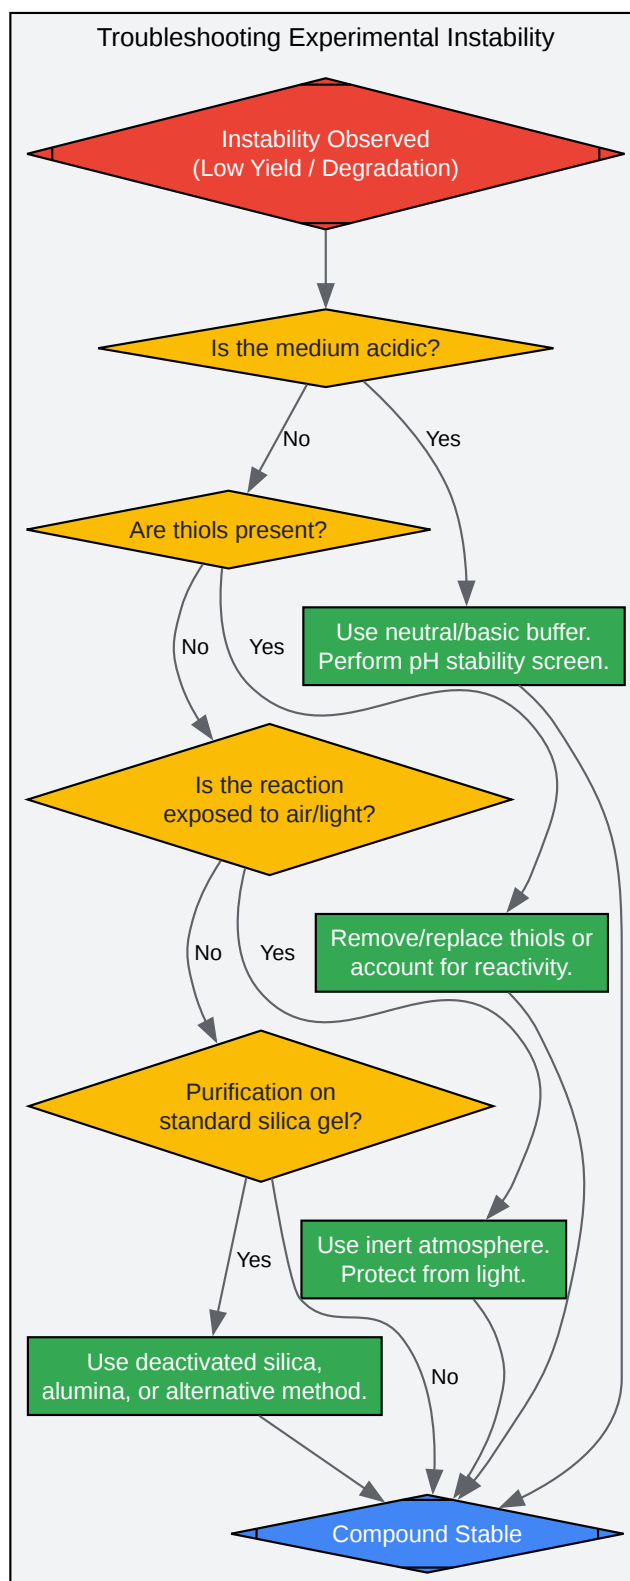 Troubleshooting Experimental Instability
Instability Observed
(Low Yield / Degradation)
Is the medium acidic?
No
Yes
Are thiols present?
Use neutral/basic buffer.
Perform pH stability screen.
No
Yes
Is the reaction
exposed to air/light?
Remove/replace thiols or
account for reactivity.
No
Yes
Purification on
standard silica gel?
Use inert atmosphere.
Protect from light.
Yes
Use deactivated silica,
alumina, or alternative method.
No
Compound Stable